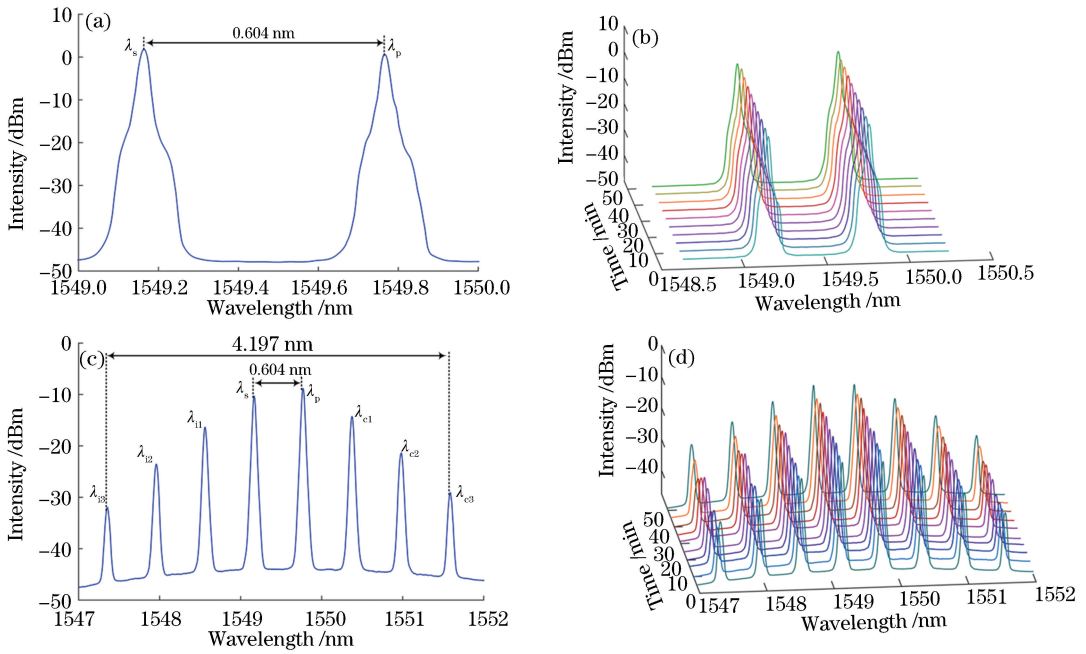 (a)
10
0
−10
−20
−30
−40
−50
Intensity /dBm
λs
0.604 nm
λp
1549.0
1549.2
1549.4
1549.6
1549.8
1550.0
Wavelength /nm
(b)
10
0
−10
−20
−30
−40
−50
Intensity /dBm
50
40
30
20
10
0
Time /min
1548.5
1549.0
1549.5
1550.0
1550.5
Wavelength /nm
(c)
0
−10
−20
−30
−40
−50
Intensity /dBm
4.197 nm
0.604 nm
λi3
λi2
λi1
λs
λp
λc1
λc2
λc3
1547
1548
1549
1550
1551
1552
Wavelength /nm
(d)
0
−10
−20
−30
−40
Intensity /dBm
50
40
30
20
10
0
Time /min
1547
1548
1549
1550
1551
1552
Wavelength /nm